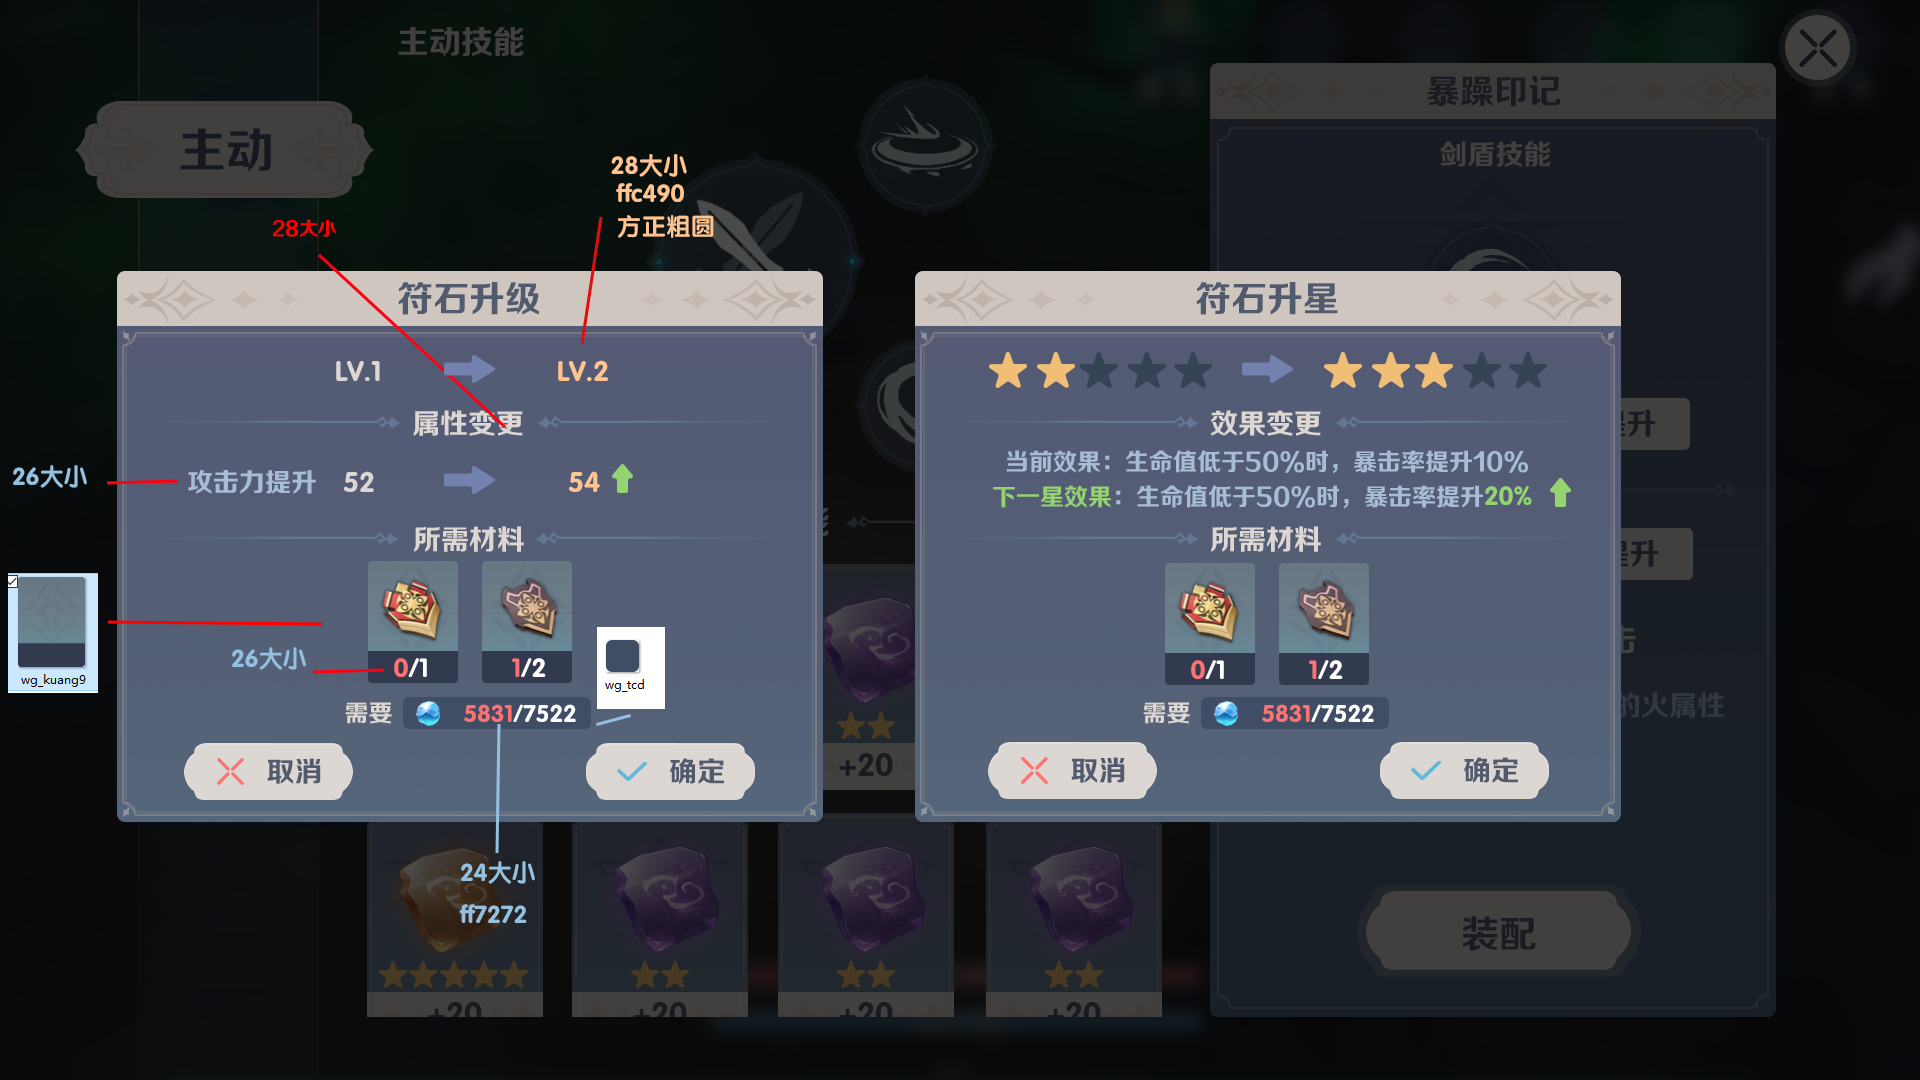 主动技能
暴躁印记
主动
剑盾技能
28大小
ffc490
方正粗圆
28大小
符石升级
符石升星
LV.1
LV.2
属性变更
效果变更
26大小
攻击力提升
52
54
当前效果：生命值低于50%时，暴击率提升10%
下一星效果：生命值低于50%时，暴击率提升20%
所需材料
所需材料
升
升
wg_kuang9
26大小
0/1
1/2
wg_tcd
0/1
1/2
击
的火属性
需要
5831/7522
需要
5831/7522
取消
确定
+20
取消
确定
24大小
ff7272
装配
+20
+20
+20
+20